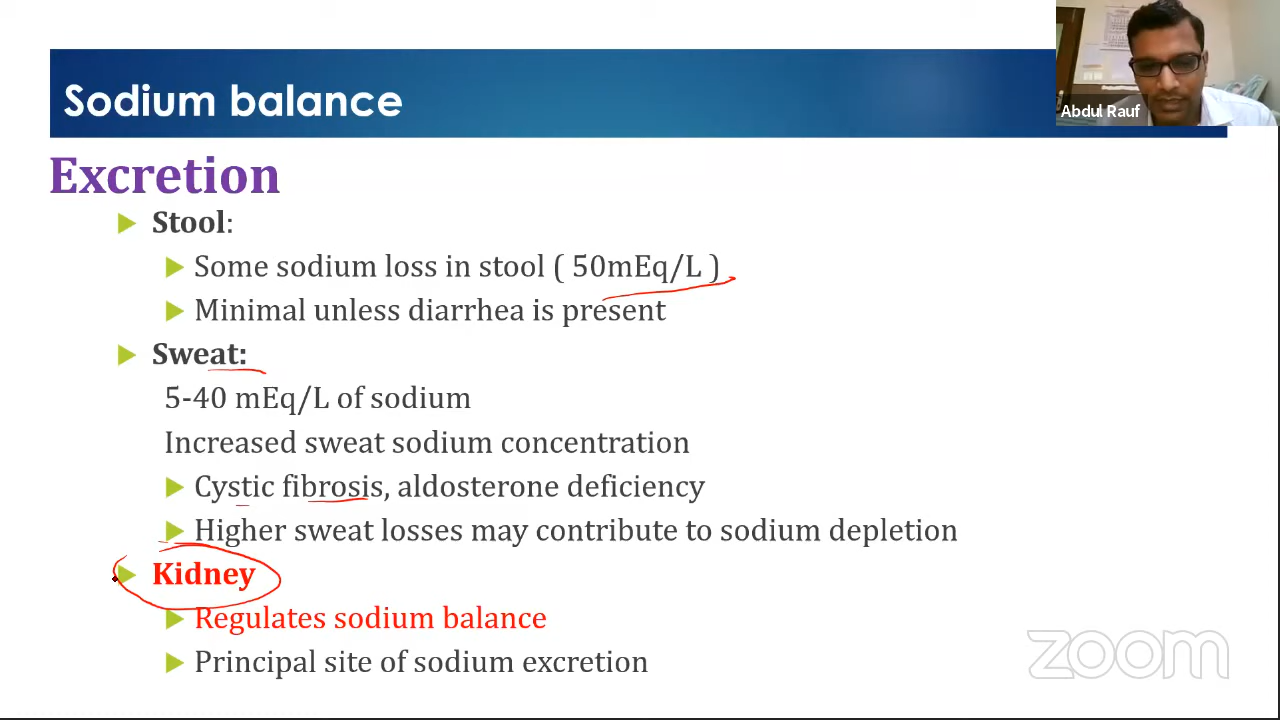 Sodium balance
Abdul Rauf
Excretion
Stool:
Some sodium loss in stool ( 50mEq/L )
Minimal unless diarrhea is present
Sweat:
5-40 mEq/L of sodium
Increased sweat sodium concentration
Cystic fibrosis, aldosterone deficiency
Higher sweat losses may contribute to sodium depletion
Kidney
Regulates sodium balance
Principal site of sodium excretion
zoom